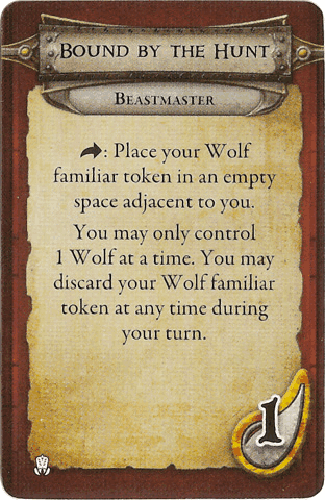 Bound by the Hunt
Beastmaster
: Place your Wolf
familiar token in an empty
space adjacent to you.
You may only control
1 Wolf at a time. You may
discard your Wolf familiar
token at any time during
your turn.
1